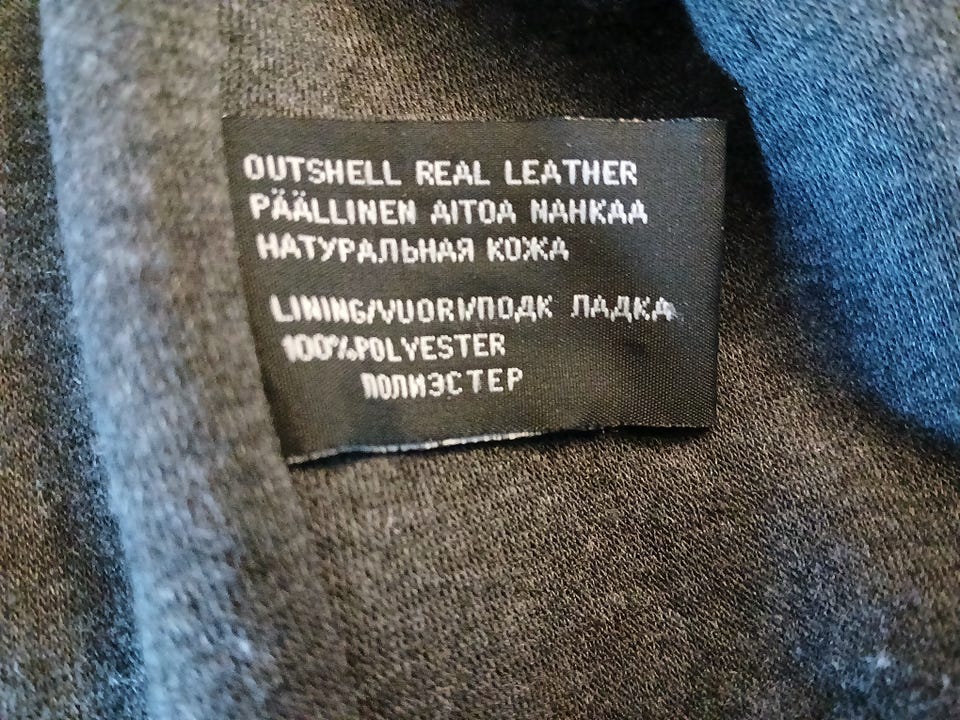 OUTSHELL REAL LEATHER
PÄÄLLINEN AITOA NAHKAA
НАТУРАЛЬНАЯ КОЖА
LINING/VUORI/ПОДК ЛАДКА
100%POLYESTER
ПОЛИЭСТЕР